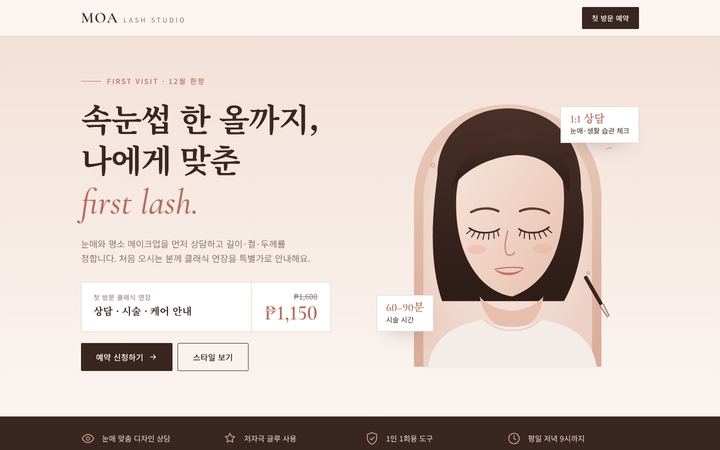 MOA LASH STUDIO
첫 방문 예약
FIRST VISIT · 12월 한정
속눈썹 한 올까지,
나에게 맞춘
first lash.
눈매와 평소 메이크업을 먼저 상담하고 길이·컬·두께를
정합니다. 처음 오시는 분께 클래식 연장을 특별가로 안내해요.
첫 방문 클래식 연장
상담 · 시술 · 케어 안내
₱1,600
₱1,150
예약 신청하기 →
스타일 보기
1:1 상담
눈매·생활 습관 체크
60–90분
시술 시간
눈매 맞춤 디자인 상담
저자극 글루 사용
1인 1회용 도구
평일 저녁 9시까지